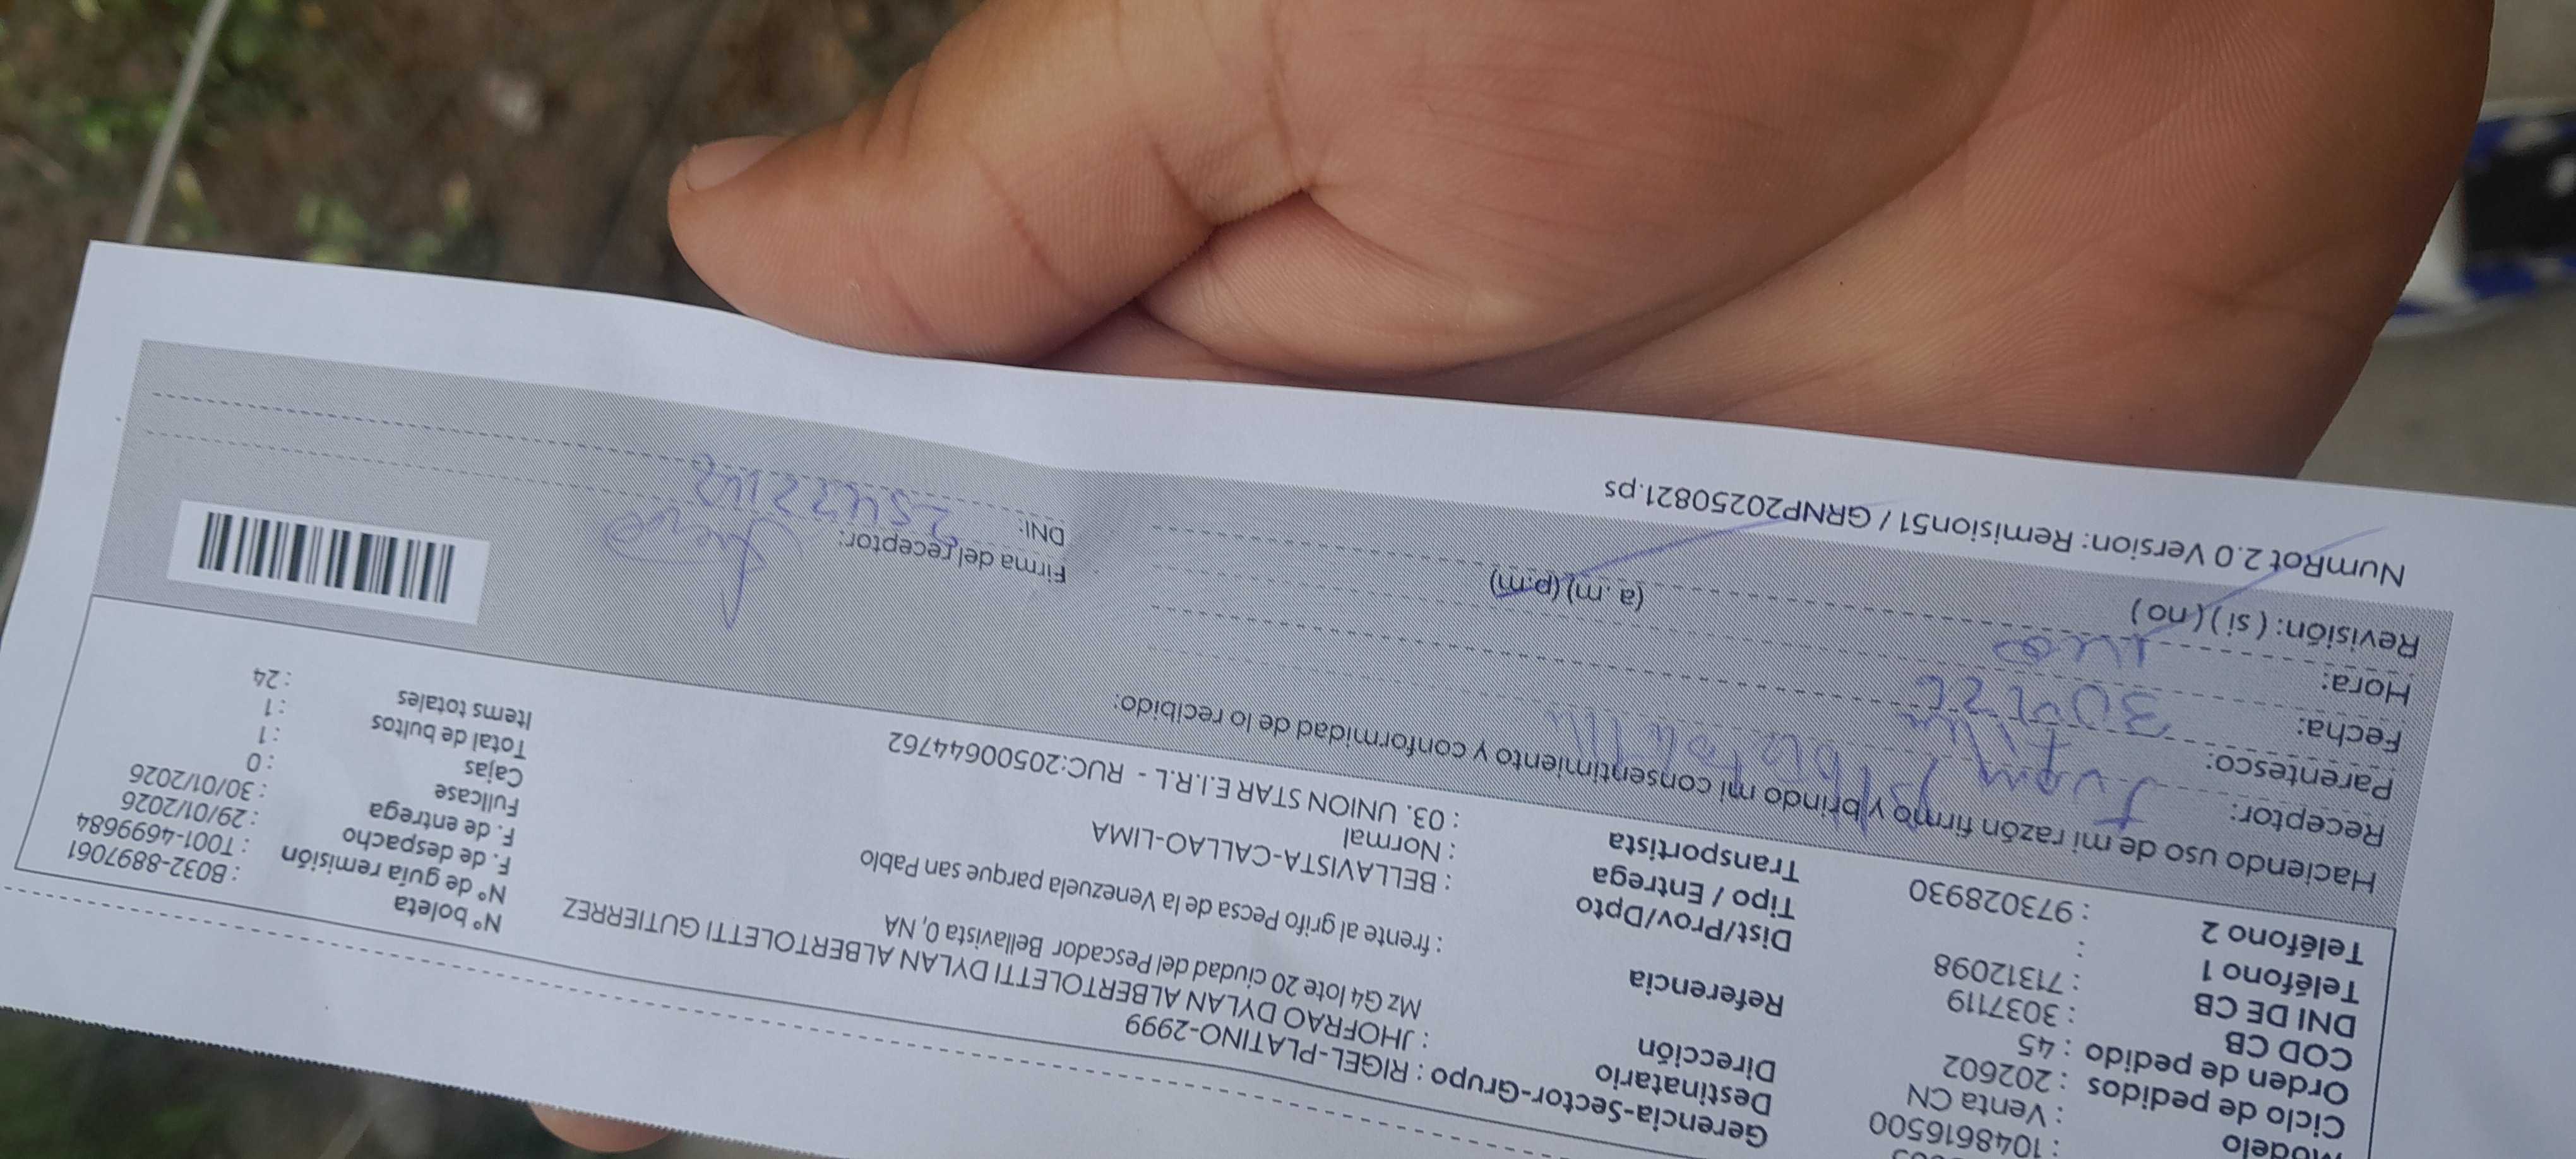 Modelo : 1048616500
: Venta CN
Ciclo de pedidos : 202602
Orden de pedido : 45
COD CB : 3037119
DNI DE CB : 71312098
Teléfono 1 :
Teléfono 2 : 973028930
Gerencia-Sector-Grupo : RIGEL-PLATINO-2999
Destinatario : JHOFRAO DYLAN ALBERTOLETTI DYLAN ALBERTOLETTI GUTIERREZ
Dirección Mz G4 lote 20 ciudad del Pescador Bellavista 0, NA
Referencia : frente al grifo Pecsa de la Venezuela parque san Pablo
Dist/Prov/Dpto : BELLAVISTA-CALLAO-LIMA
Tipo / Entrega : Normal
Transportista : 03. UNION STAR E.I.R.L - RUC:20500644762
Nº boleta : B032-8897061
Nº de guía remisión : T001-4699684
F. de despacho : 29/01/2026
F. de entrega : 30/01/2026
Fullcase : 0
Cajas : 1
Total de bultos : 1
Items totales : 24
Haciendo uso de mi razón firmo y brindo mi consentimiento y conformidad de lo recibido:
Receptor: Juan
Parentesco:
Fecha:
Hora: (a .m) (p.m)
Revisión: ( si ) ( no )
Firma del receptor:
DNI:
NumRot 2.0 Version: Remision51 / GRNP20250821.ps